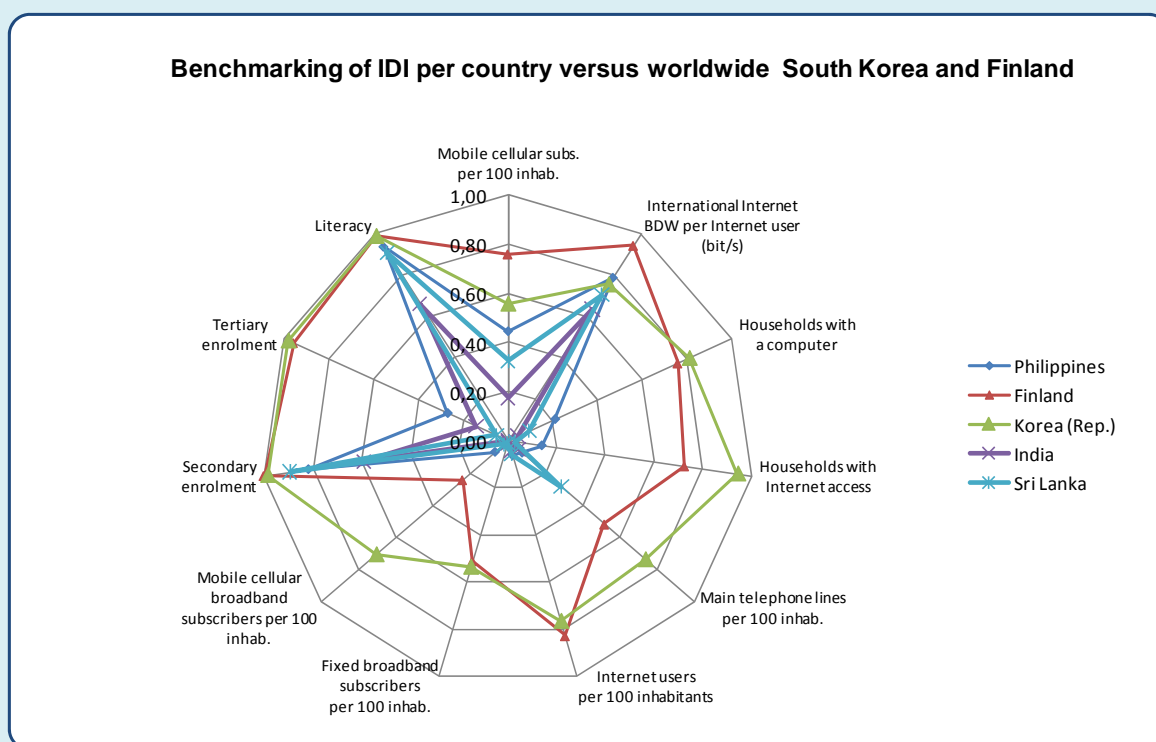 Benchmarking of IDI per country versus worldwide South Korea and Finland
Mobile cellular subs.
per 100 inhab.
1,00
0,80
0,60
0,40
0,20
0,00
International Internet
BDW per Internet user
(bit/s)
Households with
a computer
Households with
Internet access
Main telephone lines
per 100 inhab.
Internet users
per 100 inhabitants
Fixed broadband
subscribers
per 100 inhab.
Mobile cellular
broadband
subscribers per 100
inhab.
Secondary
enrolment
Tertiary
enrolment
Literacy
Philippines
Finland
Korea (Rep.)
India
Sri Lanka